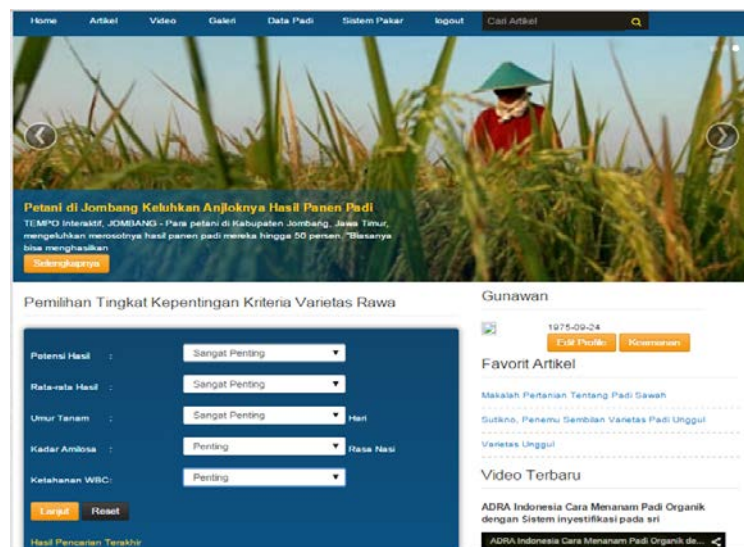 Home Artikel Video Galeri Data Padi Sistem Pakar logout Cari Artikel
Petani di Jombang Keluhkan Anjloknya Hasil Panen Padi
TEMPO Interaktif, JOMBANG - Para petani di Kabupaten Jombang, Jawa Timur,
mengeluhkan merosotnya hasil panen padi mereka hingga 50 persen. "Biasanya
bisa menghasilkan
Selengkapnya
Pemilihan Tingkat Kepentingan Kriteria Varietas Rawa
Potensi Hasil : Sangat Penting
Rata-rata Hasil : Sangat Penting
Umur Tanam : Sangat Penting Hari
Kadar Amilosa : Penting Rasa Nasi
Ketahanan WBC: Penting
Lanjut Reset
Hasil Pencarian Terakhir
Gunawan
1975-09-24
Edit Profile Keamanan
Favorit Artikel
Makalah Pertanian Tentang Padi Sawah
Sutikno, Penemu Sembilan Varietas Padi Unggul
Varietas Unggul
Video Terbaru
ADRA Indonesia Cara Menanam Padi Organik
dengan Sistem inyestifikasi pada sri
ADRA Indonesia Cara Menanam Padi Organik de...